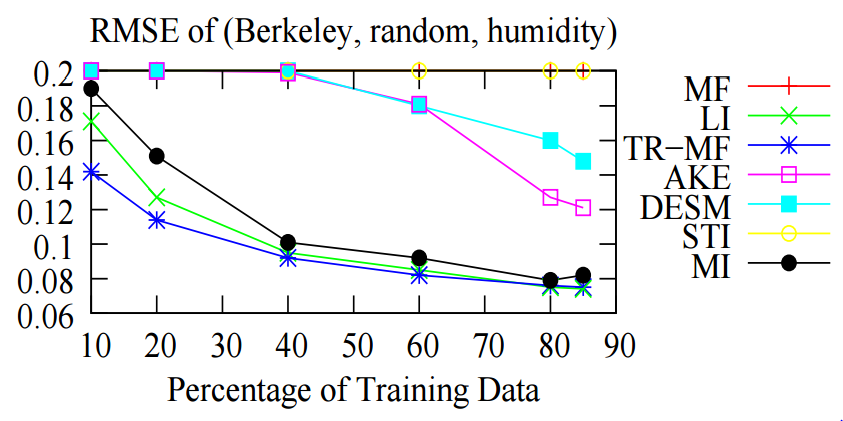 RMSE of (Berkeley, random, humidity)
0.2
0.18
0.16
0.14
0.12
0.1
0.08
0.06
10 20 30 40 50 60 70 80 90
Percentage of Training Data
MF
LI
TR−MF
AKE
DESM
STI
MI